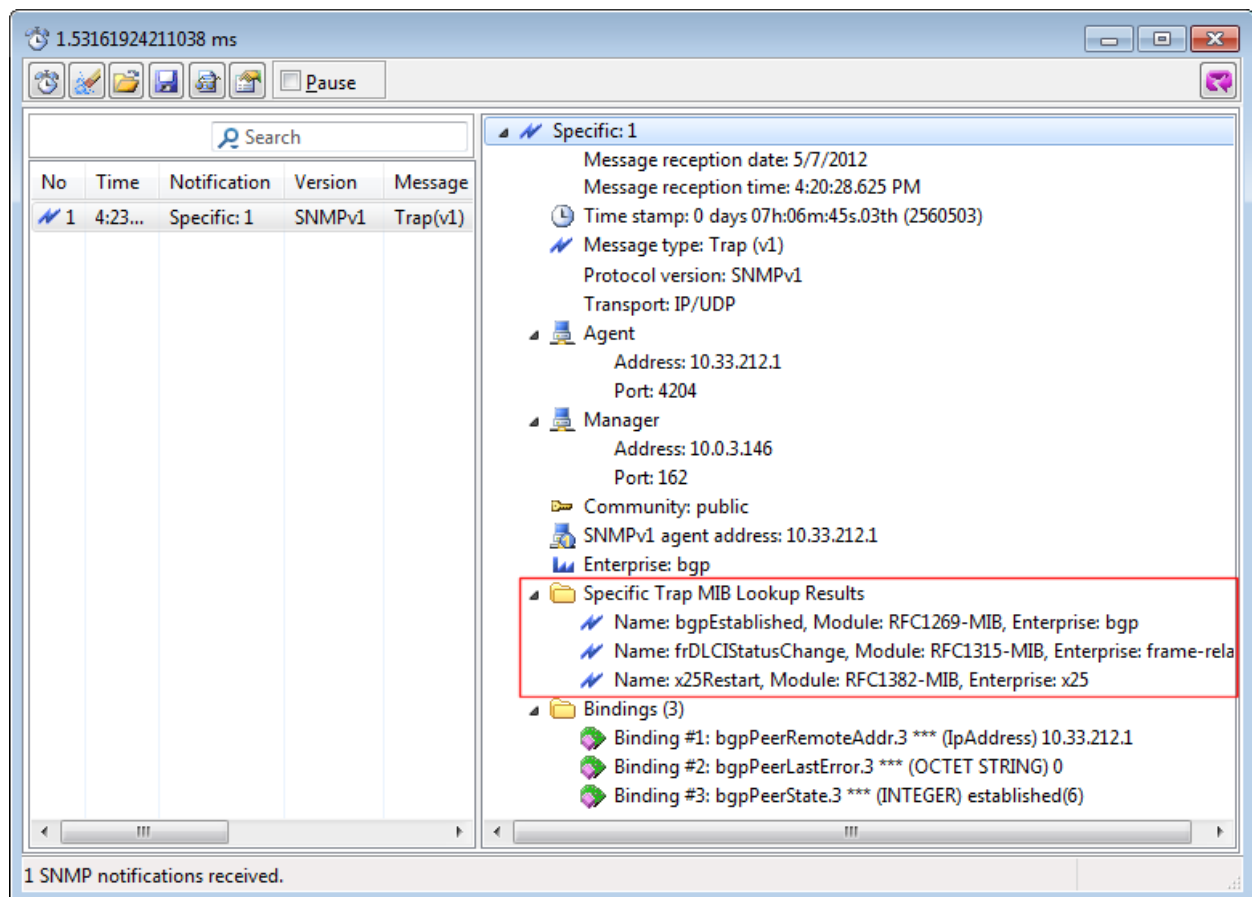 1.53161924211038 ms
Pause
Search
No Time Notification Version Message
1 4:23... Specific: 1 SNMPv1 Trap(v1)
Specific: 1
Message reception date: 5/7/2012
Message reception time: 4:20:28.625 PM
Time stamp: 0 days 07h:06m:45s.03th (2560503)
Message type: Trap (v1)
Protocol version: SNMPv1
Transport: IP/UDP
Agent
Address: 10.33.212.1
Port: 4204
Manager
Address: 10.0.3.146
Port: 162
Community: public
SNMPv1 agent address: 10.33.212.1
Enterprise: bgp
Specific Trap MIB Lookup Results
Name: bgpEstablished, Module: RFC1269-MIB, Enterprise: bgp
Name: frDLCIStatusChange, Module: RFC1315-MIB, Enterprise: frame-rela
Name: x25Restart, Module: RFC1382-MIB, Enterprise: x25
Bindings (3)
Binding #1: bgpPeerRemoteAddr.3 *** (IpAddress) 10.33.212.1
Binding #2: bgpPeerLastError.3 *** (OCTET STRING) 0
Binding #3: bgpPeerState.3 *** (INTEGER) established(6)
1 SNMP notifications received.